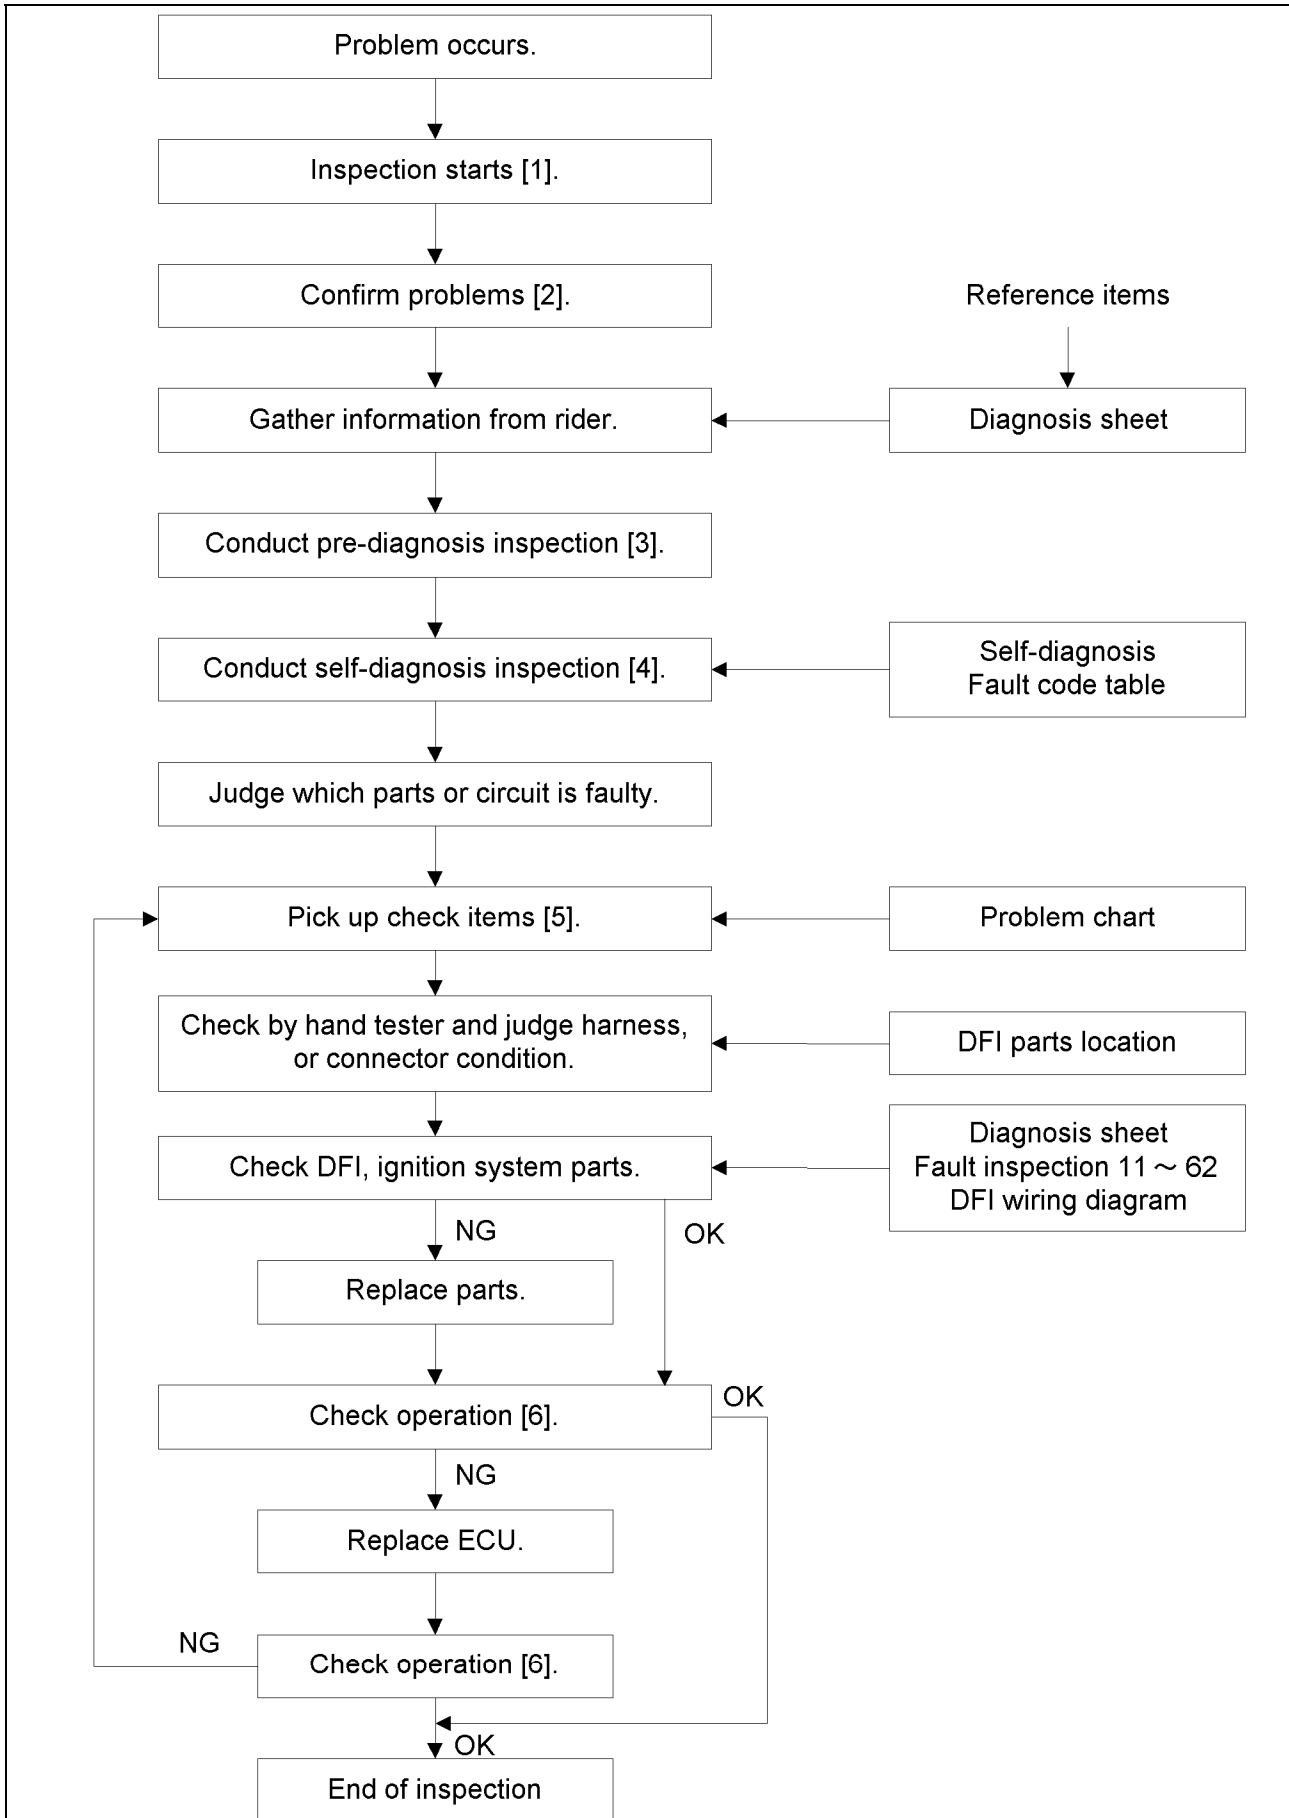 Problem occurs.
Inspection starts [1].
Confirm problems [2].
Reference items
Gather information from rider.
Diagnosis sheet
Conduct pre-diagnosis inspection [3].
Conduct self-diagnosis inspection [4].
Self-diagnosis
Fault code table
Judge which parts or circuit is faulty.
Pick up check items [5].
Problem chart
Check by hand tester and judge harness,
or connector condition.
DFI parts location
Check DFI, ignition system parts.
Diagnosis sheet
Fault inspection 11～62
DFI wiring diagram
NG
OK
Replace parts.
Check operation [6].
OK
NG
Replace ECU.
NG
Check operation [6].
OK
End of inspection